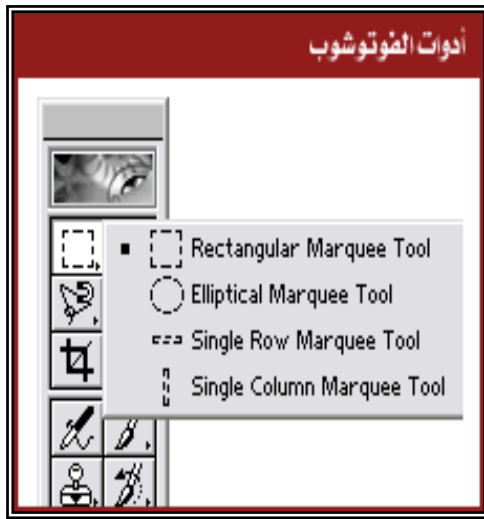 أدوات الفوتوشوب
Rectangular Marquee Tool
Elliptical Marquee Tool
Single Row Marquee Tool
Single Column Marquee Tool